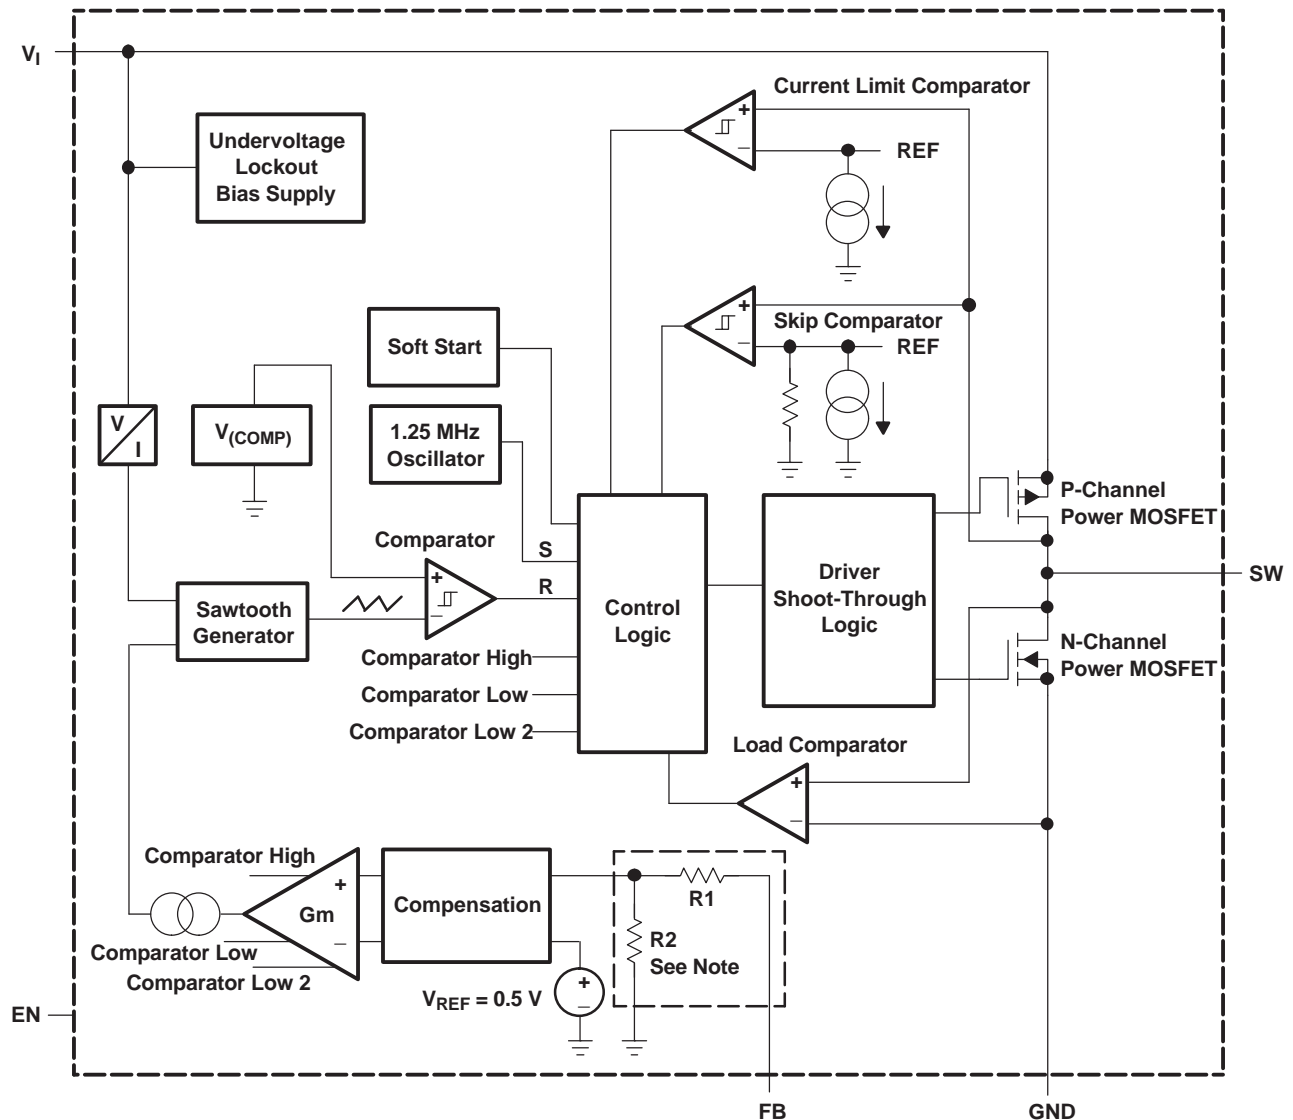 V_I
Current Limit Comparator
+
–
REF
Undervoltage
Lockout
Bias Supply
+
–
Skip Comparator
REF
Soft Start
V
I
V_(COMP)
1.25 MHz
Oscillator
P-Channel
Power MOSFET
Comparator
+
–
S
R
Control
Logic
Driver
Shoot-Through
Logic
SW
Sawtooth
Generator
N-Channel
Power MOSFET
Comparator High
Comparator Low
Comparator Low 2
Load Comparator
+
–
Comparator High
+
Gm
–
Compensation
R1
R2
See Note
Comparator Low
Comparator Low 2
V_REF = 0.5 V
+
–
EN
FB
GND